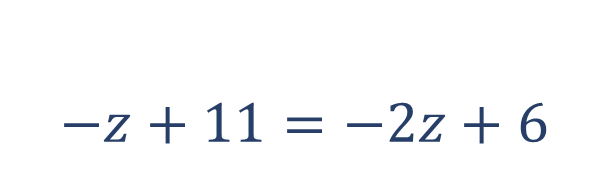 −z + 11 = −2z + 6